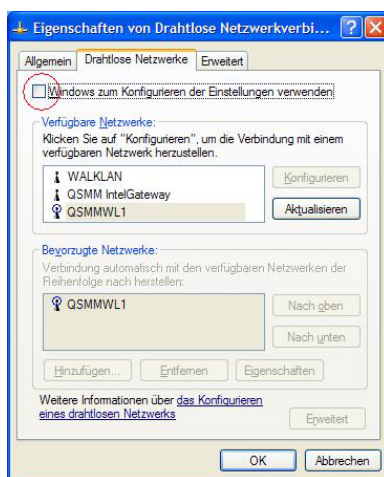 Eigenschaften von Drahtlose Netzwerkverbi...
Allgemein Drahtlose Netzwerke Erweitert
Windows zum Konfigurieren der Einstellungen verwenden
Verfügbare Netzwerke:
Klicken Sie auf "Konfigurieren", um die Verbindung mit einem
verfügbaren Netzwerk herzustellen.
WALKLAN
QSMM IntelGateway
QSMMWL1
Konfigurieren
Aktualisieren
Bevorzugte Netzwerke:
Verbindung automatisch mit den verfügbaren Netzwerken der
Reihenfolge nach herstellen:
QSMMWL1
Nach oben
Nach unten
Hinzufügen... Entfernen Eigenschaften
Weitere Informationen über das Konfigurieren
eines drahtlosen Netzwerks
Erweitert
OK Abbrechen